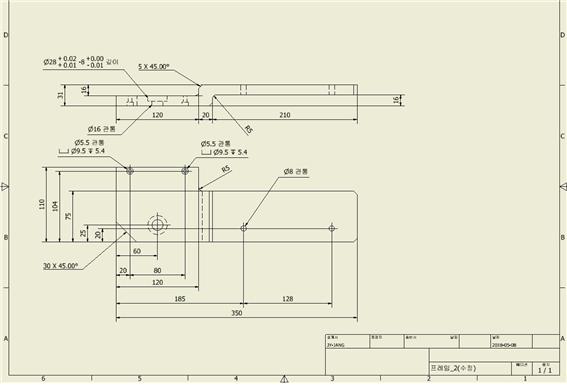 D
D
Ø28 +0.02 +0.01 -8 +0.00 -0.01 깊이
5 X 45.00°
31
16
16
120
20
210
Ø16 관통
R5
C
C
Ø5.5 관통
⌴ Ø9.5 ↧ 5.4
Ø5.5 관통
⌴ Ø9.5 ↧ 5.4
R5
Ø8 관통
110
104
75
25
20
B
B
60
30 X 45.00°
20
80
120
185
128
350
A
A
설계자
JY-JANG
점검자
승인자
날짜
날짜
2018-05-08
프레임_2(수정)
에디션
용지
1 / 1
6
5
4
3
2
1